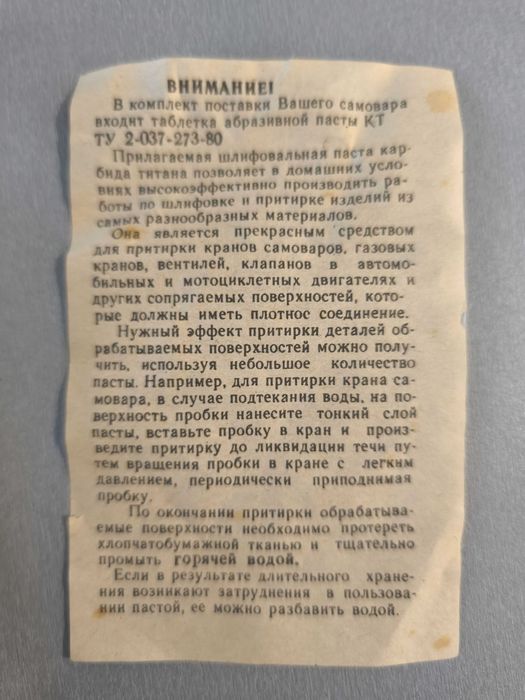 ВНИМАНИЕ!
В комплект поставки Вашего самовара
входит таблетка абразивной пасты КТ
ТУ 2-037-273-80
Прилагаемая шлифовальная паста кар-
бида титана позволяет в домашних усло-
виях высокоэффективно производить ра-
боты по шлифовке и притирке изделий из
самых разнообразных материалов.
Она является прекрасным средством
для притирки кранов самоваров, газовых
кранов, вентилей, клапанов в автомо-
бильных и мотоциклетных двигателях и
других сопрягаемых поверхностей, кото-
рые должны иметь плотное соединение.
Нужный эффект притирки деталей об-
рабатываемых поверхностей можно полу-
чить, используя небольшое количество
пасты. Например, для притирки крана са-
мовара, в случае подтекания воды, на по-
верхность пробки нанесите тонкий слой
пасты, вставьте пробку в кран и произ-
ведите притирку до ликвидации течи пу-
тем вращения пробки в кране с легким
давлением, периодически приподнимая
пробку.
По окончании притирки обрабатыва-
емые поверхности необходимо протереть
хлопчатобумажной тканью и тщательно
промыть горячей водой.
Если в результате длительного хране-
ния возникают затруднения в пользова-
нии пастой, ее можно разбавить водой.